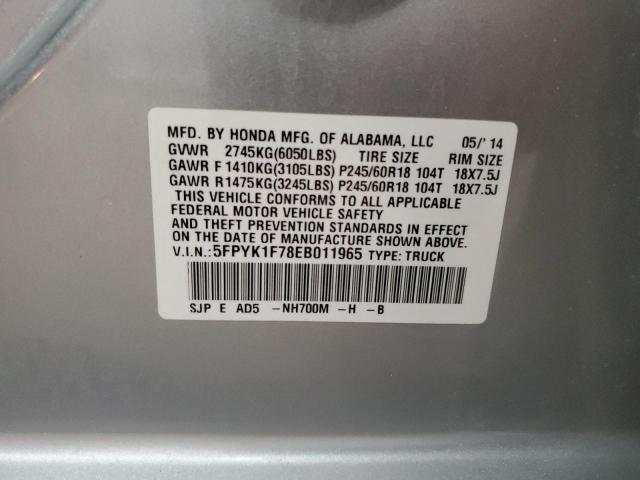 MFD. BY HONDA MFG. OF ALABAMA, LLC 05/'14
GVWR 2745KG(6050LBS) TIRE SIZE RIM SIZE
GAWR F 1410KG(3105LBS) P245/60R18 104T 18X7.5J
GAWR R 1475KG(3245LBS) P245/60R18 104T 18X7.5J
THIS VEHICLE CONFORMS TO ALL APPLICABLE
FEDERAL MOTOR VEHICLE SAFETY
AND THEFT PREVENTION STANDARDS IN EFFECT
ON THE DATE OF MANUFACTURE SHOWN ABOVE.
V.I.N.:5FPYK1F78EB011965 TYPE: TRUCK
SJP E AD5 -NH700M -H -B